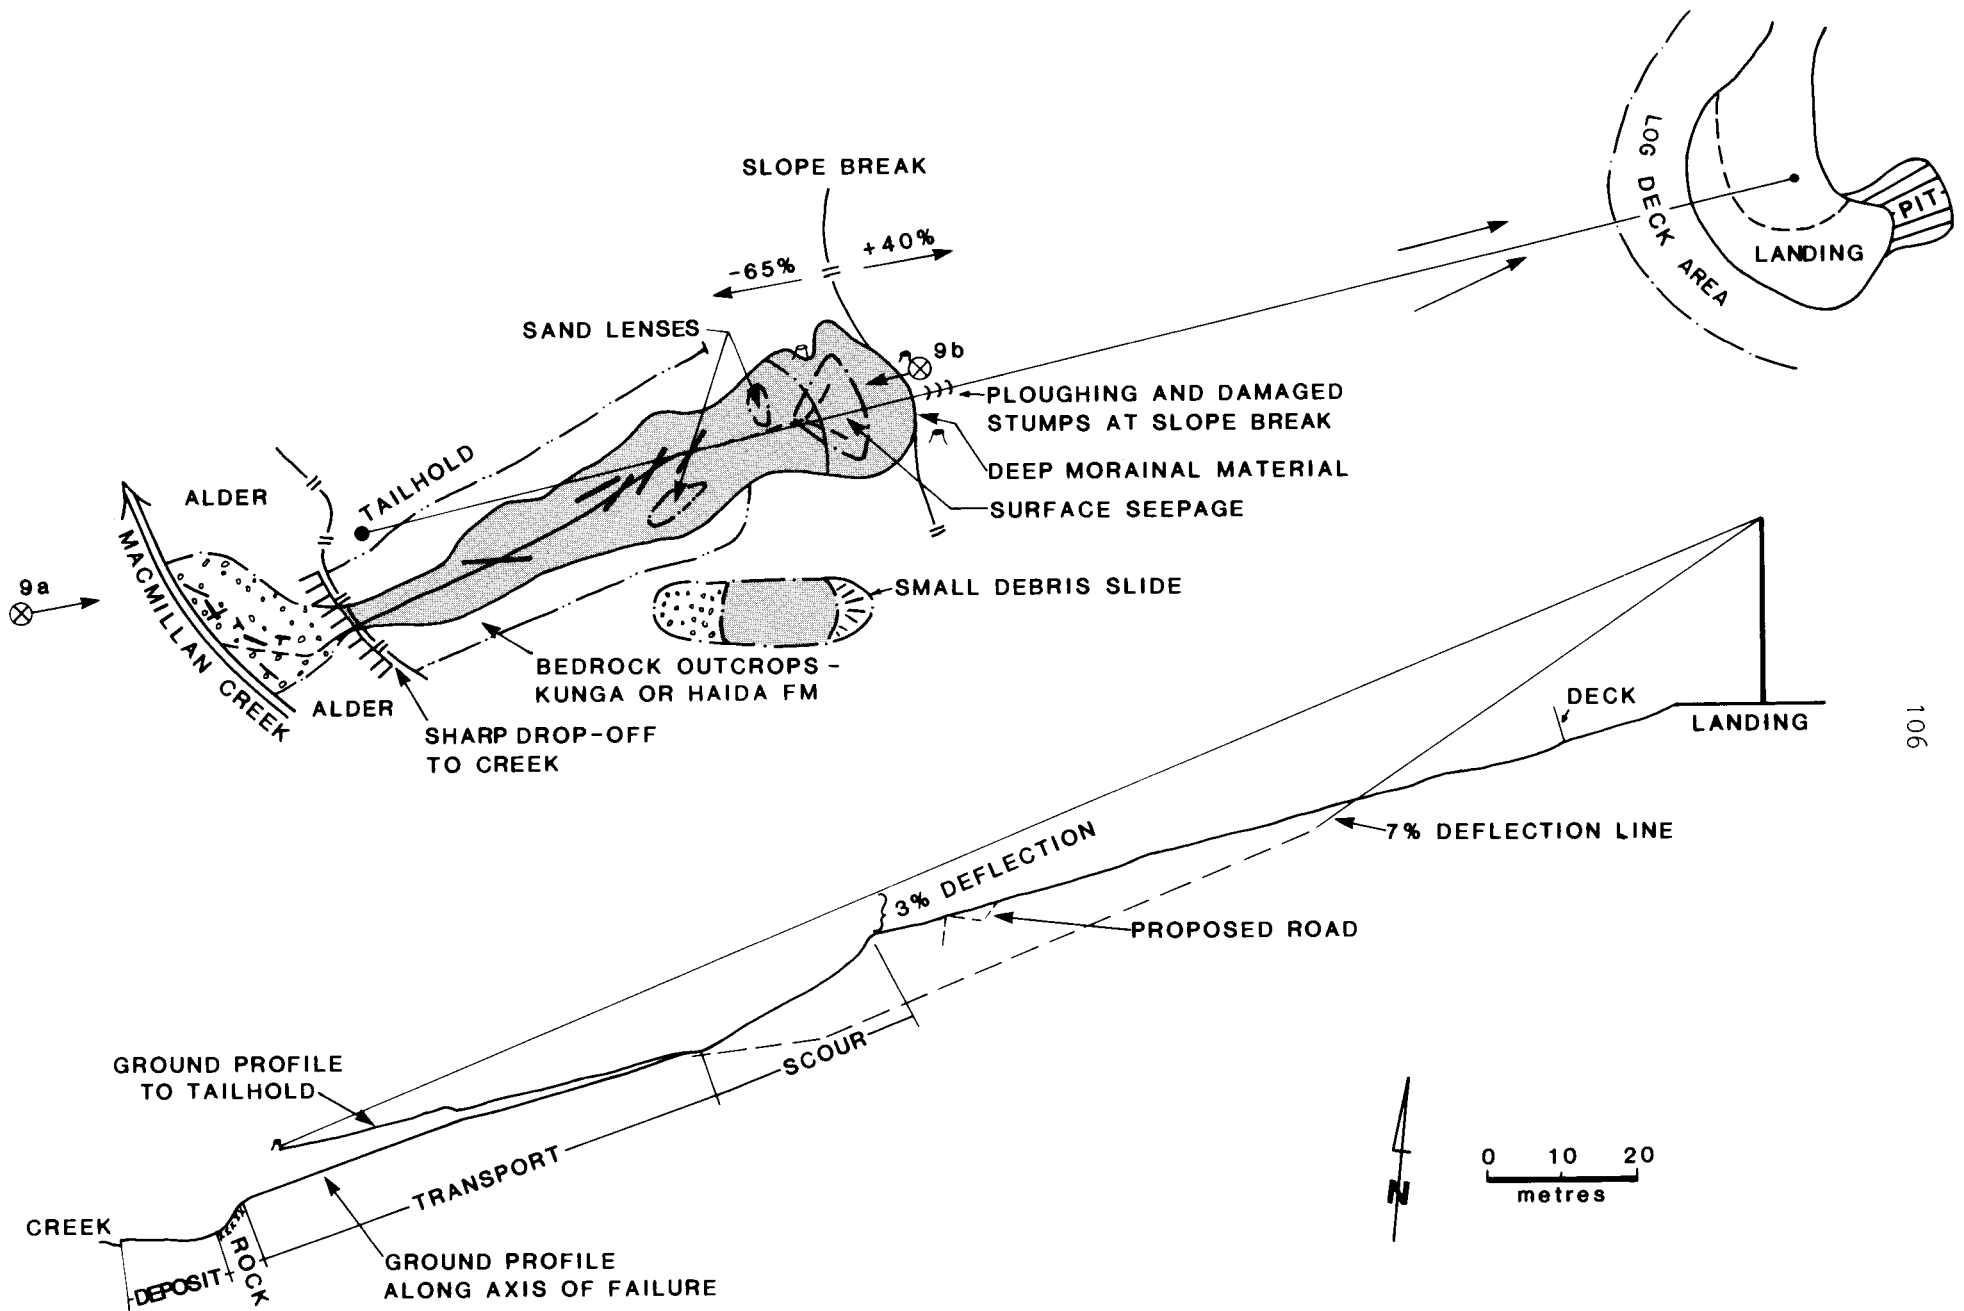 SLOPE BREAK
-65%
+40%
SAND LENSES
9b
LOG DECK AREA
LANDING
PIT
PLOUGHING AND DAMAGED
STUMPS AT SLOPE BREAK
DEEP MORAINAL MATERIAL
SURFACE SEEPAGE
TAILHOLD
ALDER
MACMILLAN CREEK
9a
ALDER
SMALL DEBRIS SLIDE
BEDROCK OUTCROPS -
KUNGA OR HAIDA FM
SHARP DROP-OFF
TO CREEK
DECK
LANDING
106
7% DEFLECTION LINE
3% DEFLECTION
PROPOSED ROAD
GROUND PROFILE
TO TAILHOLD
SCOUR
TRANSPORT
CREEK
DEPOSIT
ROCK
GROUND PROFILE
ALONG AXIS OF FAILURE
N
0 10 20
metres